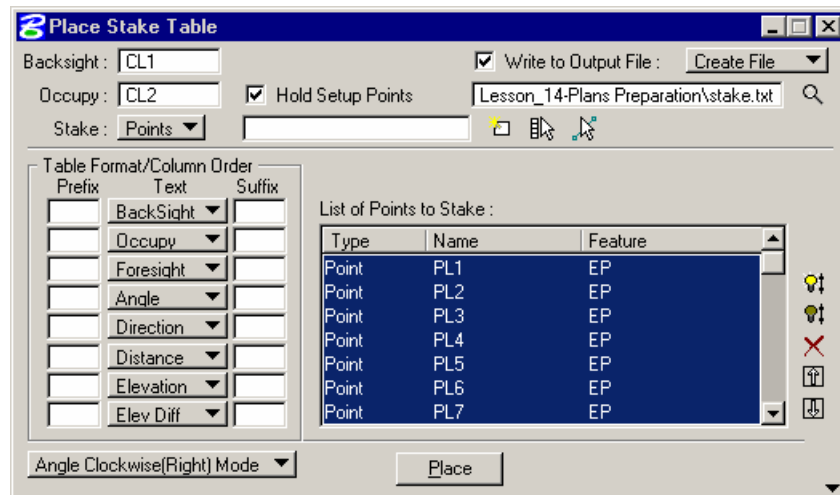 Place Stake Table
Backsight : CL1
Write to Output File : Create File
Occupy : CL2 Hold Setup Points Lesson_14-Plans Preparation\stake.txt
Stake : Points
Table Format/Column Order
Prefix Text Suffix
BackSight
Occupy
Foresight
Angle
Direction
Distance
Elevation
Elev Diff
List of Points to Stake :
Type Name Feature
Point PL1 EP
Point PL2 EP
Point PL3 EP
Point PL4 EP
Point PL5 EP
Point PL6 EP
Point PL7 EP
Angle Clockwise(Right) Mode Place